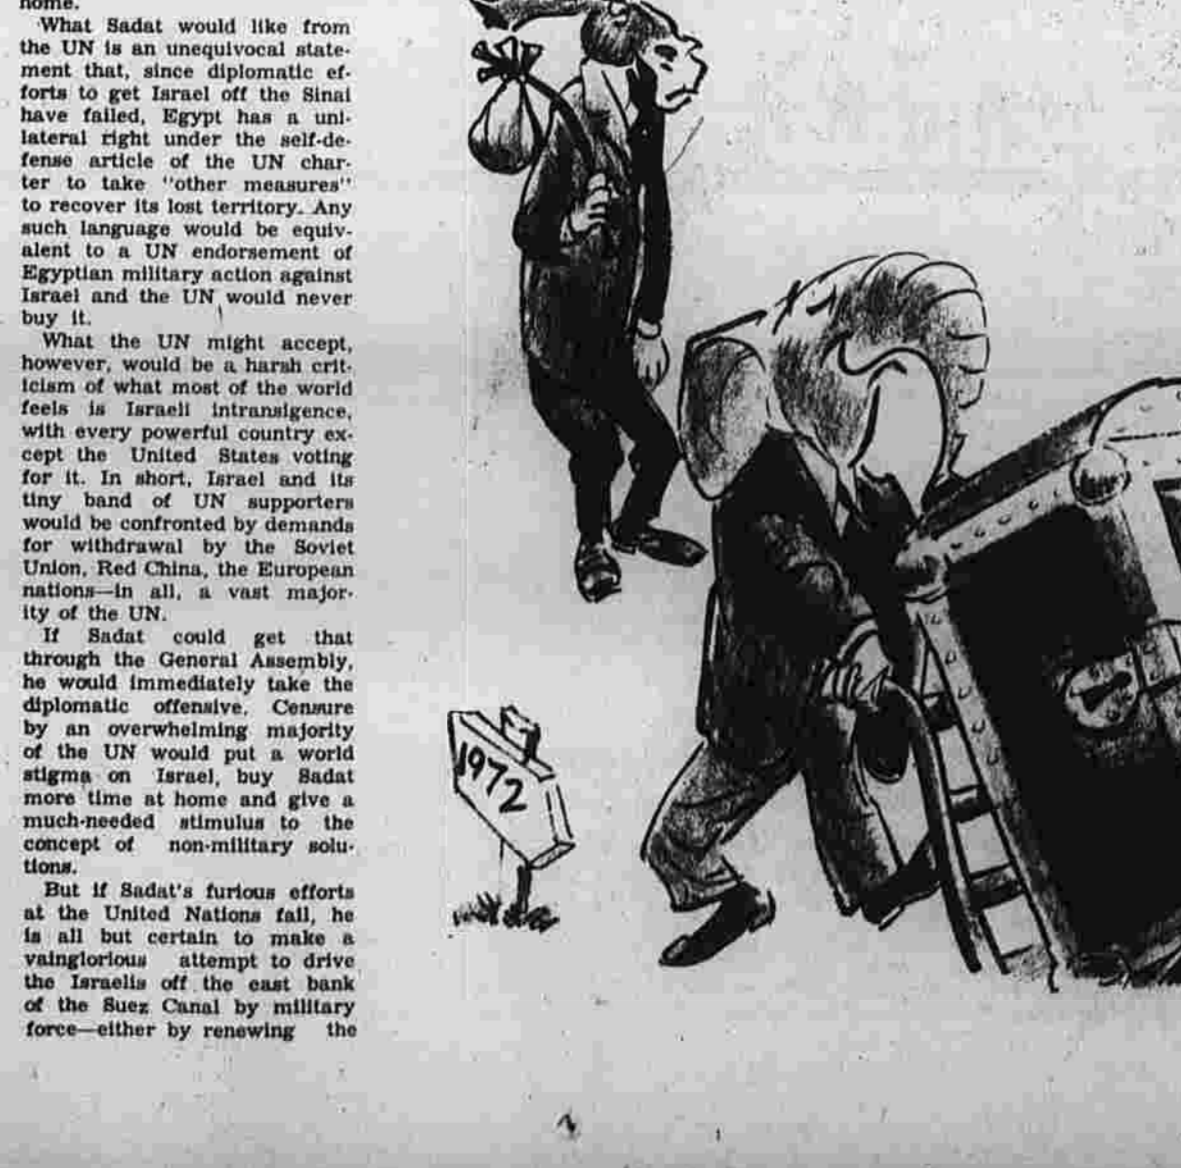 home.
What Sadat would like from
the UN is an unequivocal state-
ment that, since diplomatic ef-
forts to get Israel off the Sinai
have failed, Egypt has a uni-
lateral right under the self-de-
fense article of the UN char-
ter to take "other measures"
to recover its lost territory. Any
such language would be equiv-
alent to a UN endorsement of
Egyptian military action against
Israel and the UN would never
buy it.
What the UN might accept,
however, would be a harsh crit-
icism of what most of the world
feels is Israeli intransigence,
with every powerful country ex-
cept the United States voting
for it. In short, Israel and its
tiny band of UN supporters
would be confronted by demands
for withdrawal by the Soviet
Union, Red China, the European
nations—in all, a vast major-
ity of the UN.
If Sadat could get that
through the General Assembly,
he would immediately take the
diplomatic offensive. Censure
by an overwhelming majority
of the UN would put a world
stigma on Israel, buy Sadat
more time at home and give a
much-needed stimulus to the
concept of non-military solu-
tions.
But if Sadat's furious efforts
at the United Nations fail, he
is all but certain to make a
vainglorious attempt to drive
the Israelis off the east bank
of the Suez Canal by military
force—either by renewing the
1972